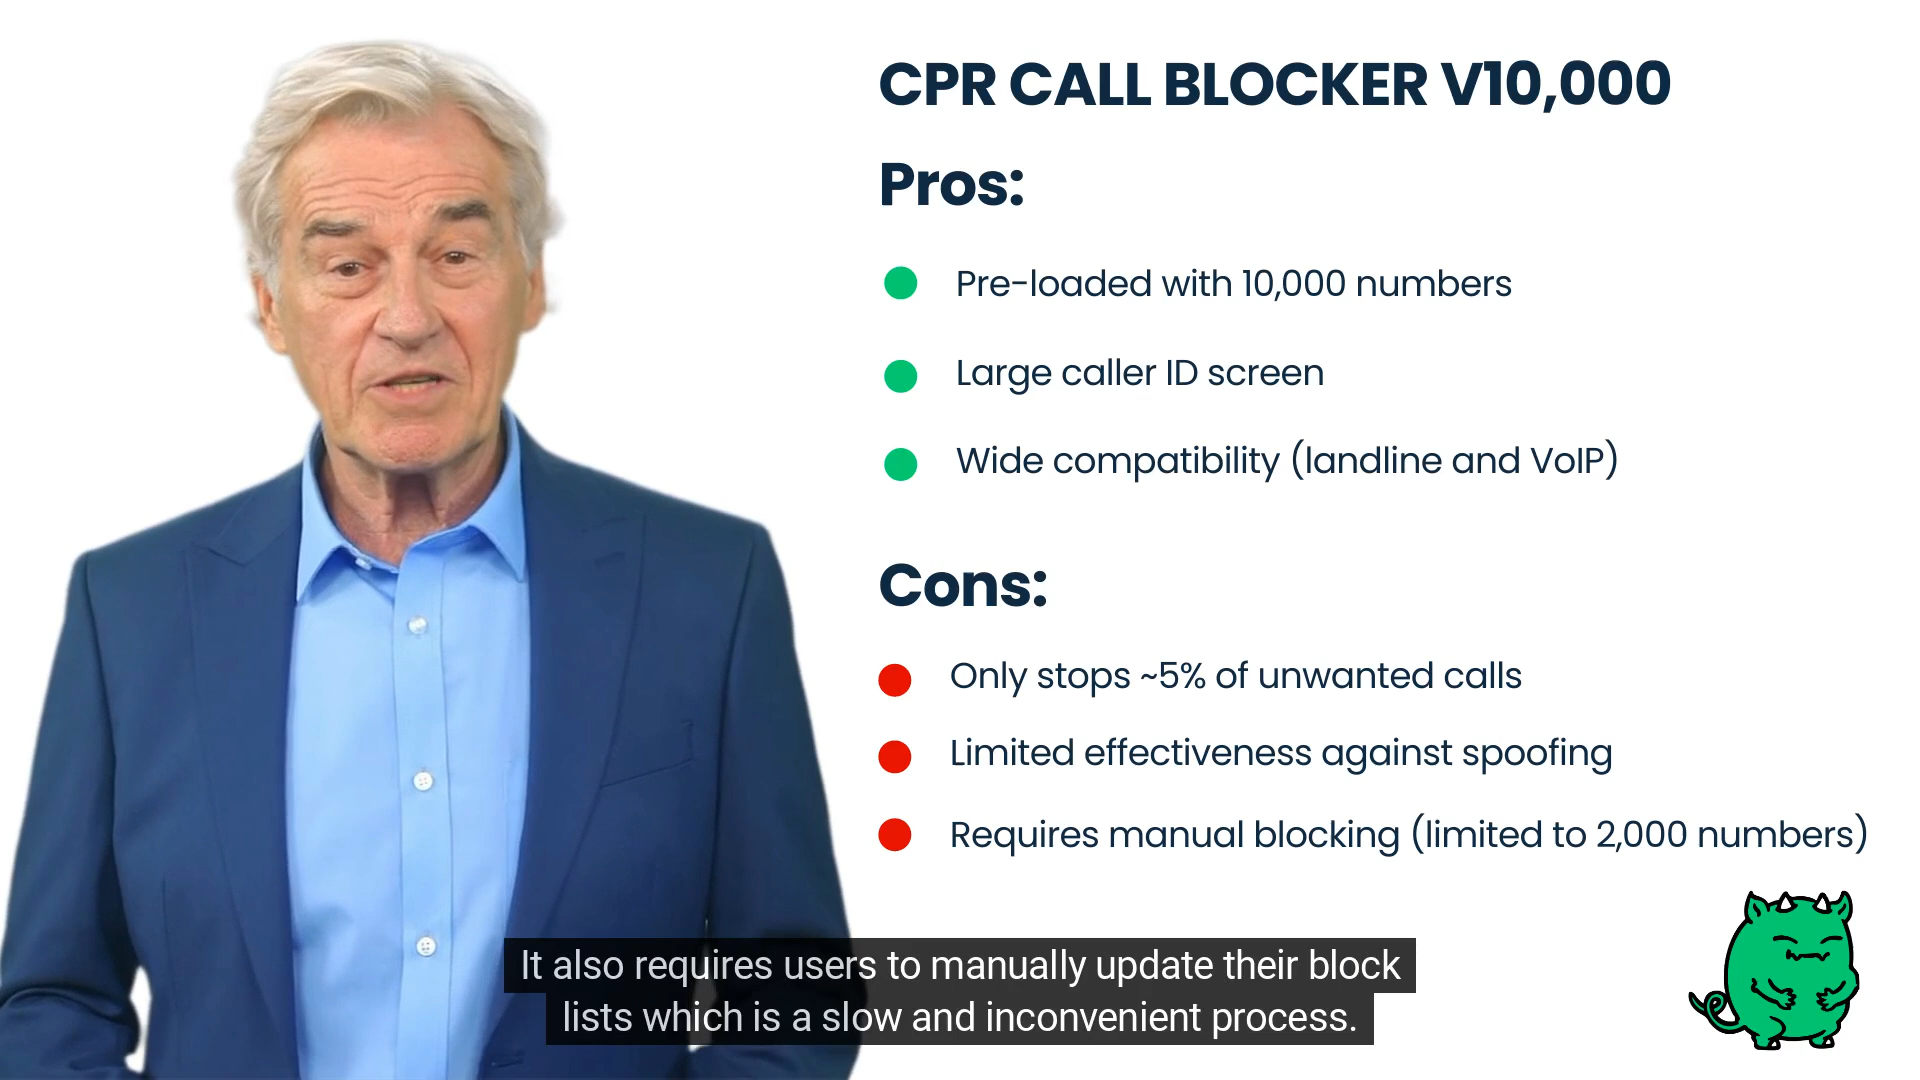 CPR CALL BLOCKER V10,000
Pros:
Pre-loaded with 10,000 numbers
Large caller ID screen
Wide compatibility (landline and VoIP)
Cons:
Only stops ~5% of unwanted calls
Limited effectiveness against spoofing
Requires manual blocking (limited to 2,000 numbers)
It also requires users to manually update their block
lists which is a slow and inconvenient process.